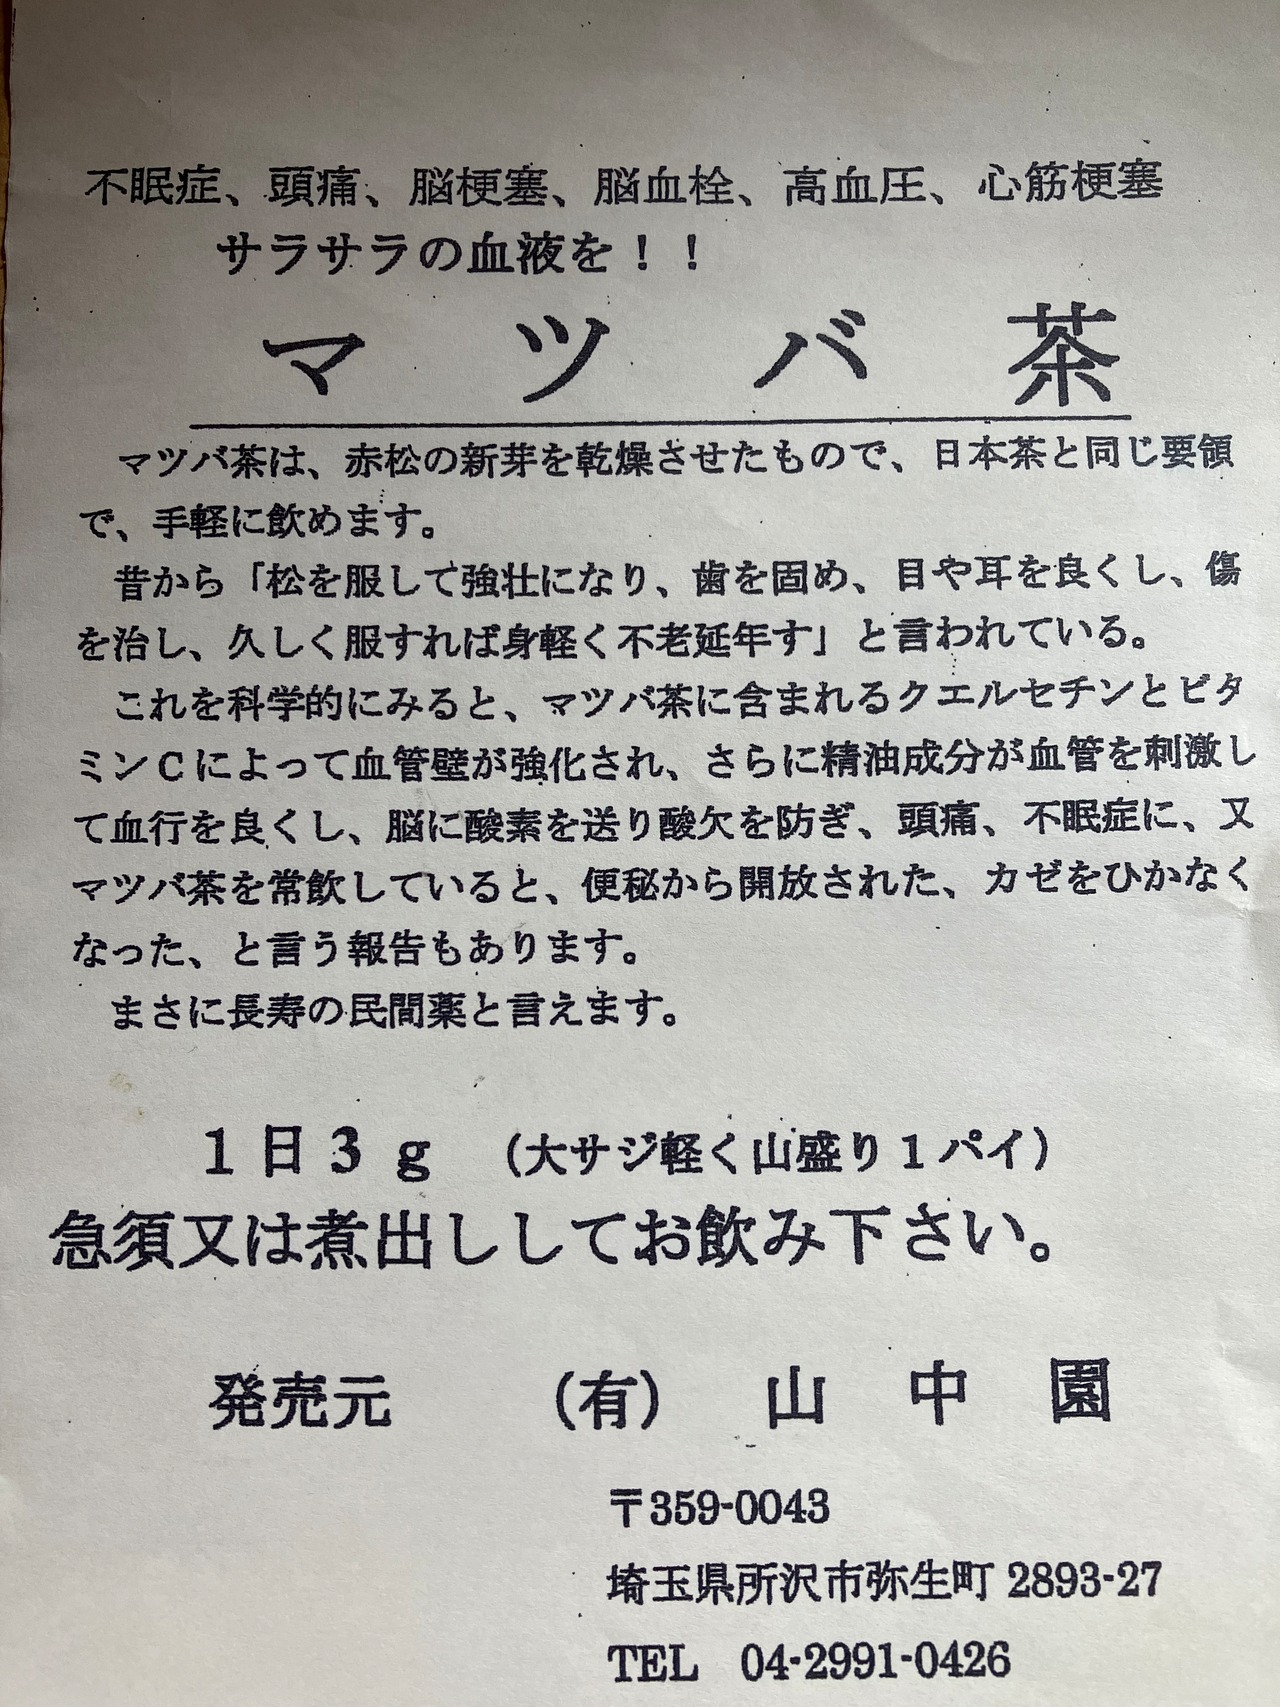 不眠症、頭痛、脳梗塞、脳血栓、高血圧、心筋梗塞
サラサラの血液を！！
マツバ茶
マツバ茶は、赤松の新芽を乾燥させたもので、日本茶と同じ要領
で、手軽に飲めます。
昔から「松を服して強壮になり、歯を固め、目や耳を良くし、傷
を治し、久しく服すれば身軽く不老延年す」と言われている。
これを科学的にみると、マツバ茶に含まれるクエルセチンとビタ
ミンＣによって血管壁が強化され、さらに精油成分が血管を刺激し
て血行を良くし、脳に酸素を送り酸欠を防ぎ、頭痛、不眠症に、又
マツバ茶を常飲していると、便秘から開放された、カゼをひかなく
なった、と言う報告もあります。
まさに長寿の民間薬と言えます。
１日３ｇ （大サジ軽く山盛り１パイ）
急須又は煮出ししてお飲み下さい。
発売元 （有） 山中園
〒359-0043
埼玉県所沢市弥生町 2893-27
TEL 04-2991-0426